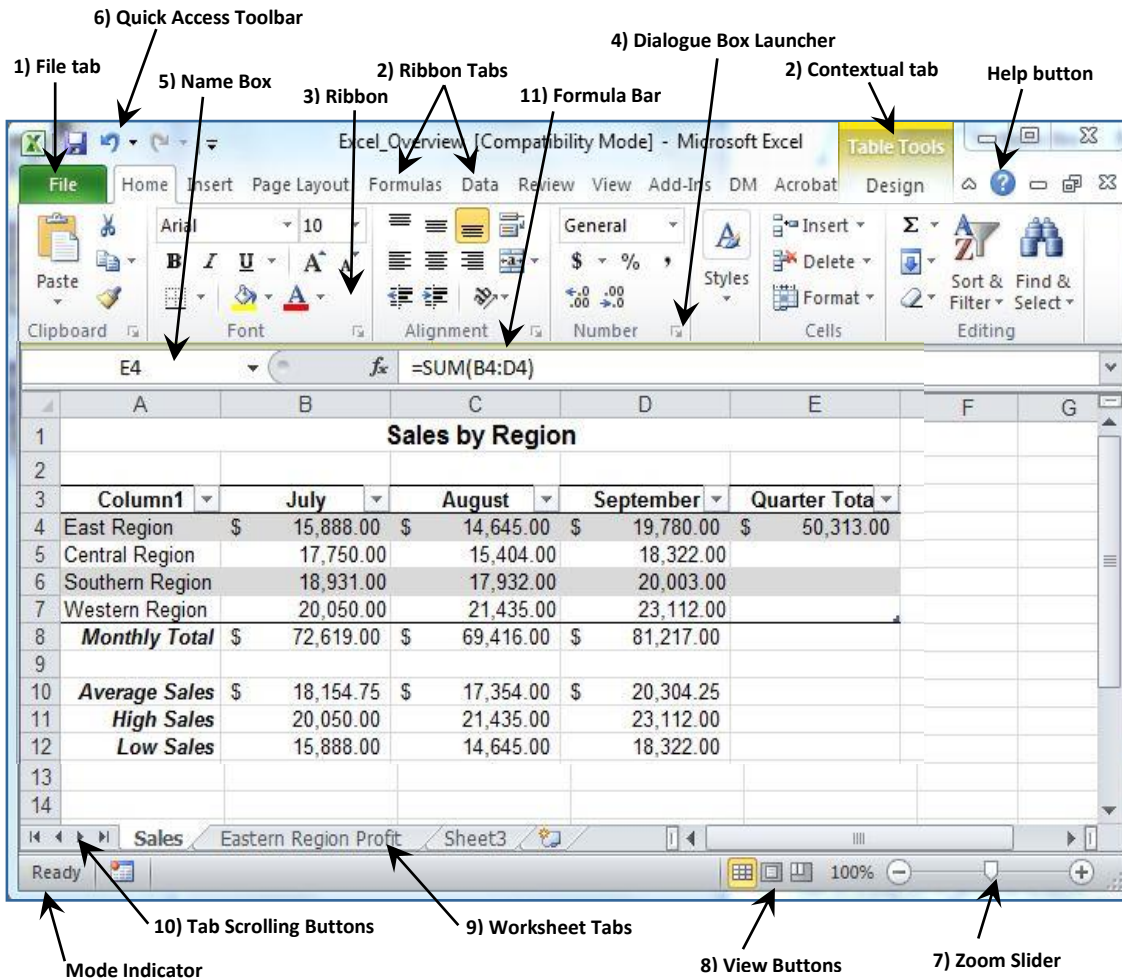 6) Quick Access Toolbar
4) Dialogue Box Launcher
1) File tab
5) Name Box
2) Ribbon Tabs
2) Contextual tab
Help button
3) Ribbon
11) Formula Bar
Excel_Overview [Compatibility Mode] - Microsoft Excel
Table Tools
File Home Insert Page Layout Formulas Data Review View Add-Ins DM Acrobat Design
Arial 10 General Insert Σ
B I U A A Delete
Paste $ % , Styles Sort & Find &
.0 .00 Format Filter Select
.00 .0
Clipboard Font Alignment Number Cells Editing
E4 fx =SUM(B4:D4)
A B C D E F G
1 Sales by Region
2
3 Column1 July August September Quarter Tota
4 East Region $ 15,888.00 $ 14,645.00 $ 19,780.00 $ 50,313.00
5 Central Region 17,750.00 15,404.00 18,322.00
6 Southern Region 18,931.00 17,932.00 20,003.00
7 Western Region 20,050.00 21,435.00 23,112.00
8 Monthly Total $ 72,619.00 $ 69,416.00 $ 81,217.00
9
10 Average Sales $ 18,154.75 $ 17,354.00 $ 20,304.25
11 High Sales 20,050.00 21,435.00 23,112.00
12 Low Sales 15,888.00 14,645.00 18,322.00
13
14
Sales Eastern Region Profit Sheet3
Ready 100%
10) Tab Scrolling Buttons
9) Worksheet Tabs
Mode Indicator
8) View Buttons
7) Zoom Slider